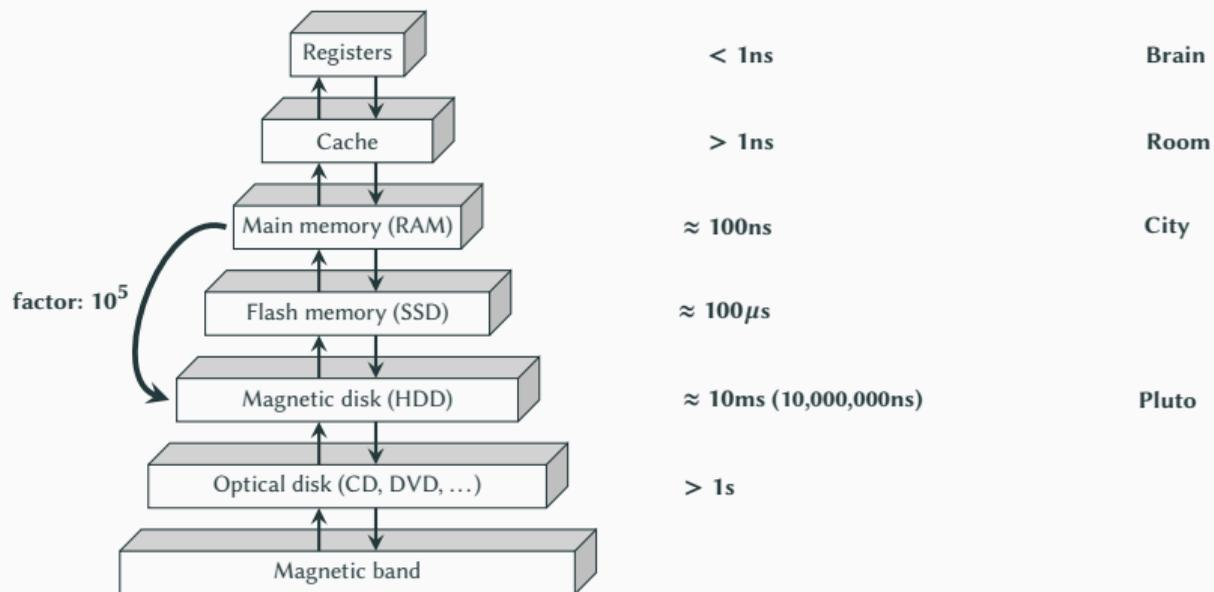 Registers < 1ns Brain
Cache > 1ns Room
Main memory (RAM) ≈ 100ns City
factor: 10⁵
Flash memory (SSD) ≈ 100μs
Magnetic disk (HDD) ≈ 10ms (10,000,000ns) Pluto
Optical disk (CD, DVD, …) > 1s
Magnetic band